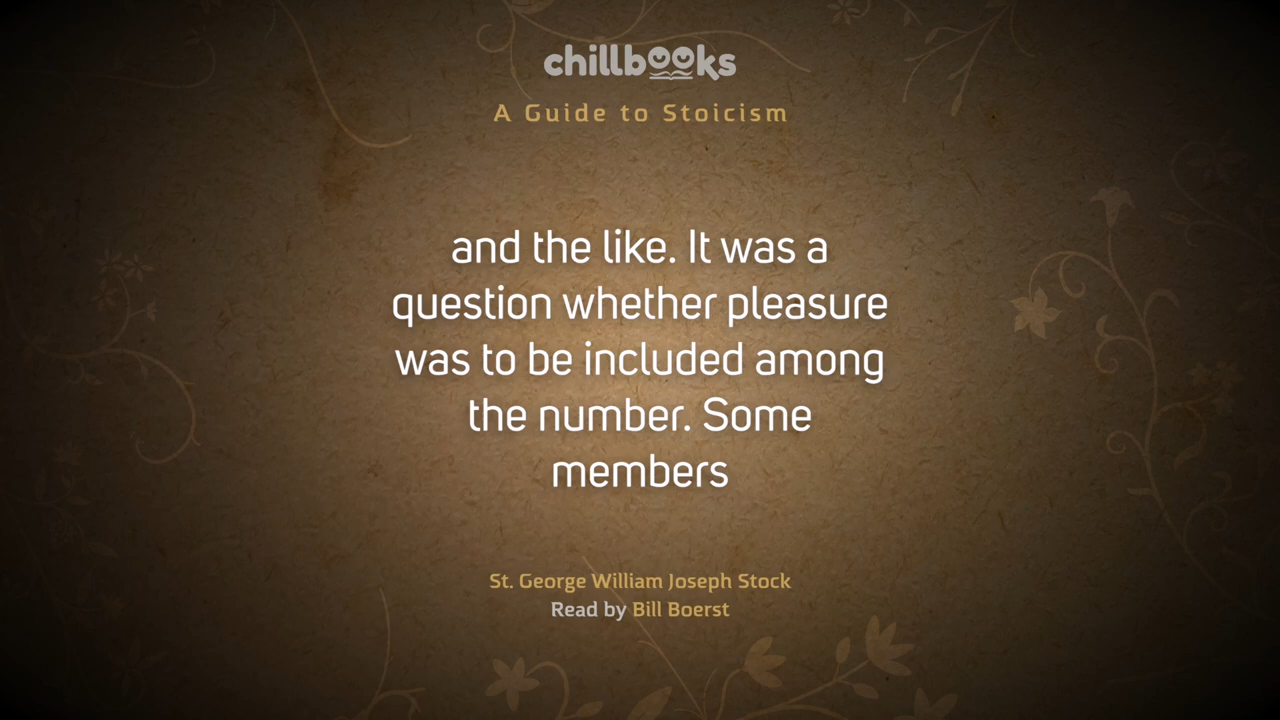 chillbooks
A Guide to Stoicism
and the like. It was a
question whether pleasure
was to be included among
the number. Some
members
St. George William Joseph Stock
Read by Bill Boerst